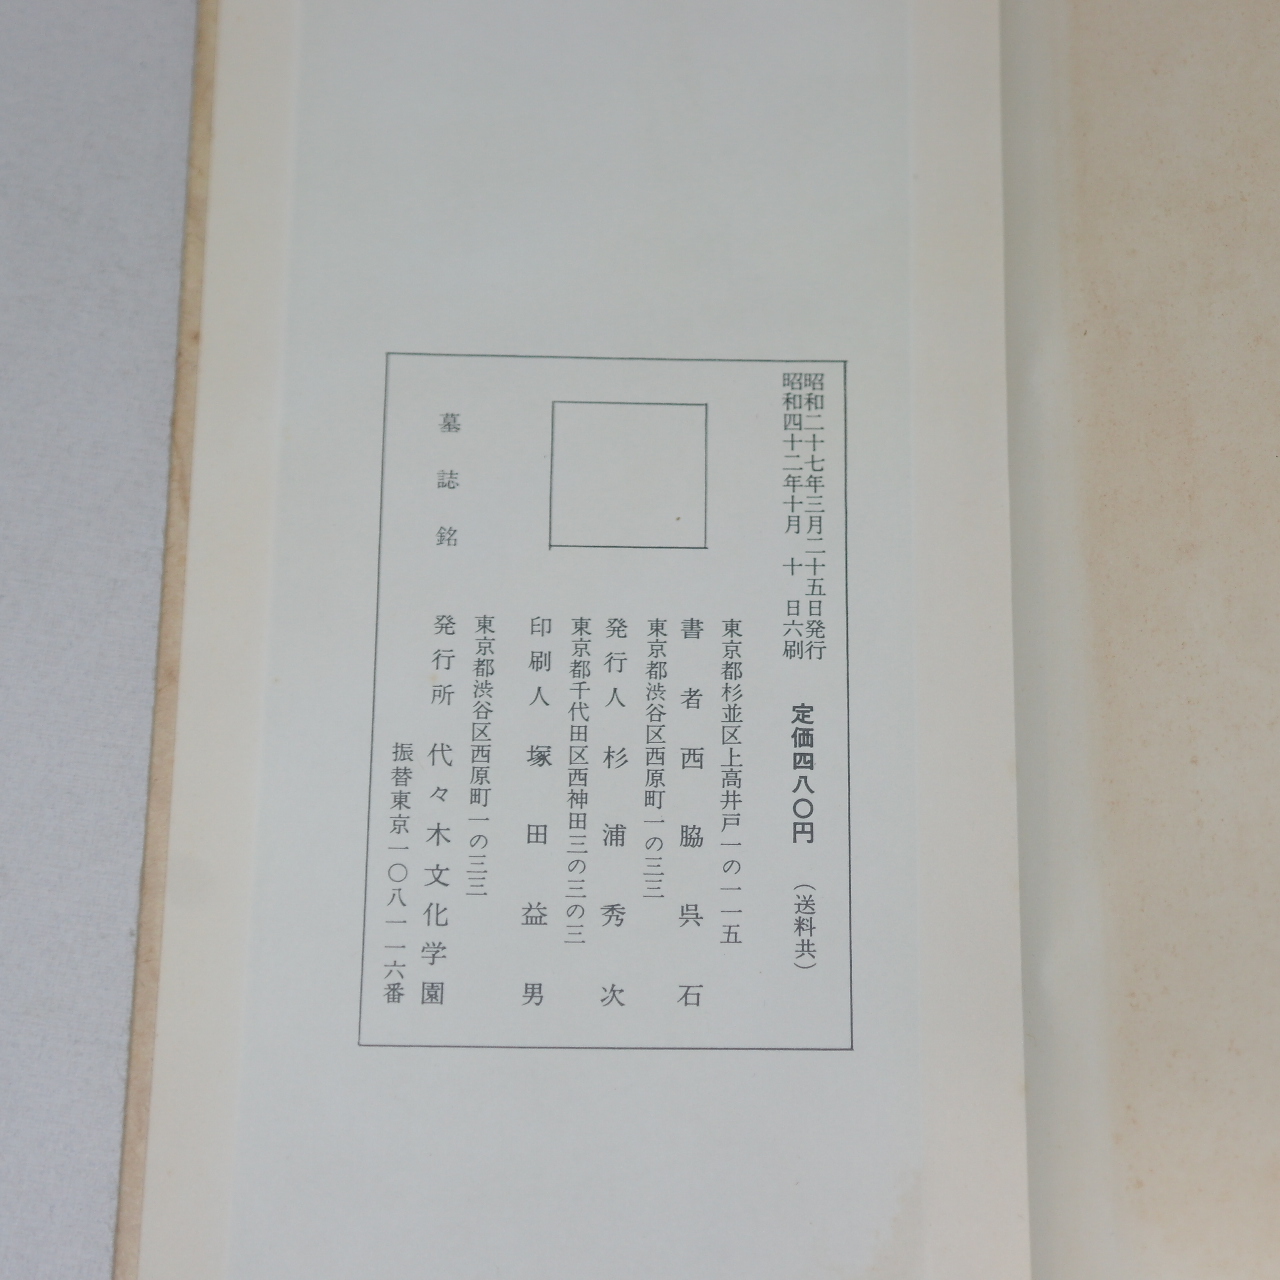 昭和二十七年三月二十五日発行
昭和四十二年十月 十 日六刷
定価四八〇円 （送料共）
東京都杉並区上高井戸一の一一五
書者 西脇呉石
東京都渋谷区西原町一の三三
発行人 杉浦秀次
東京都千代田区西神田三の三の三
印刷人 塚田益男
東京都渋谷区西原町一の三三
墓誌銘
発行所 代々木文化学園
振替東京一〇八一一六番